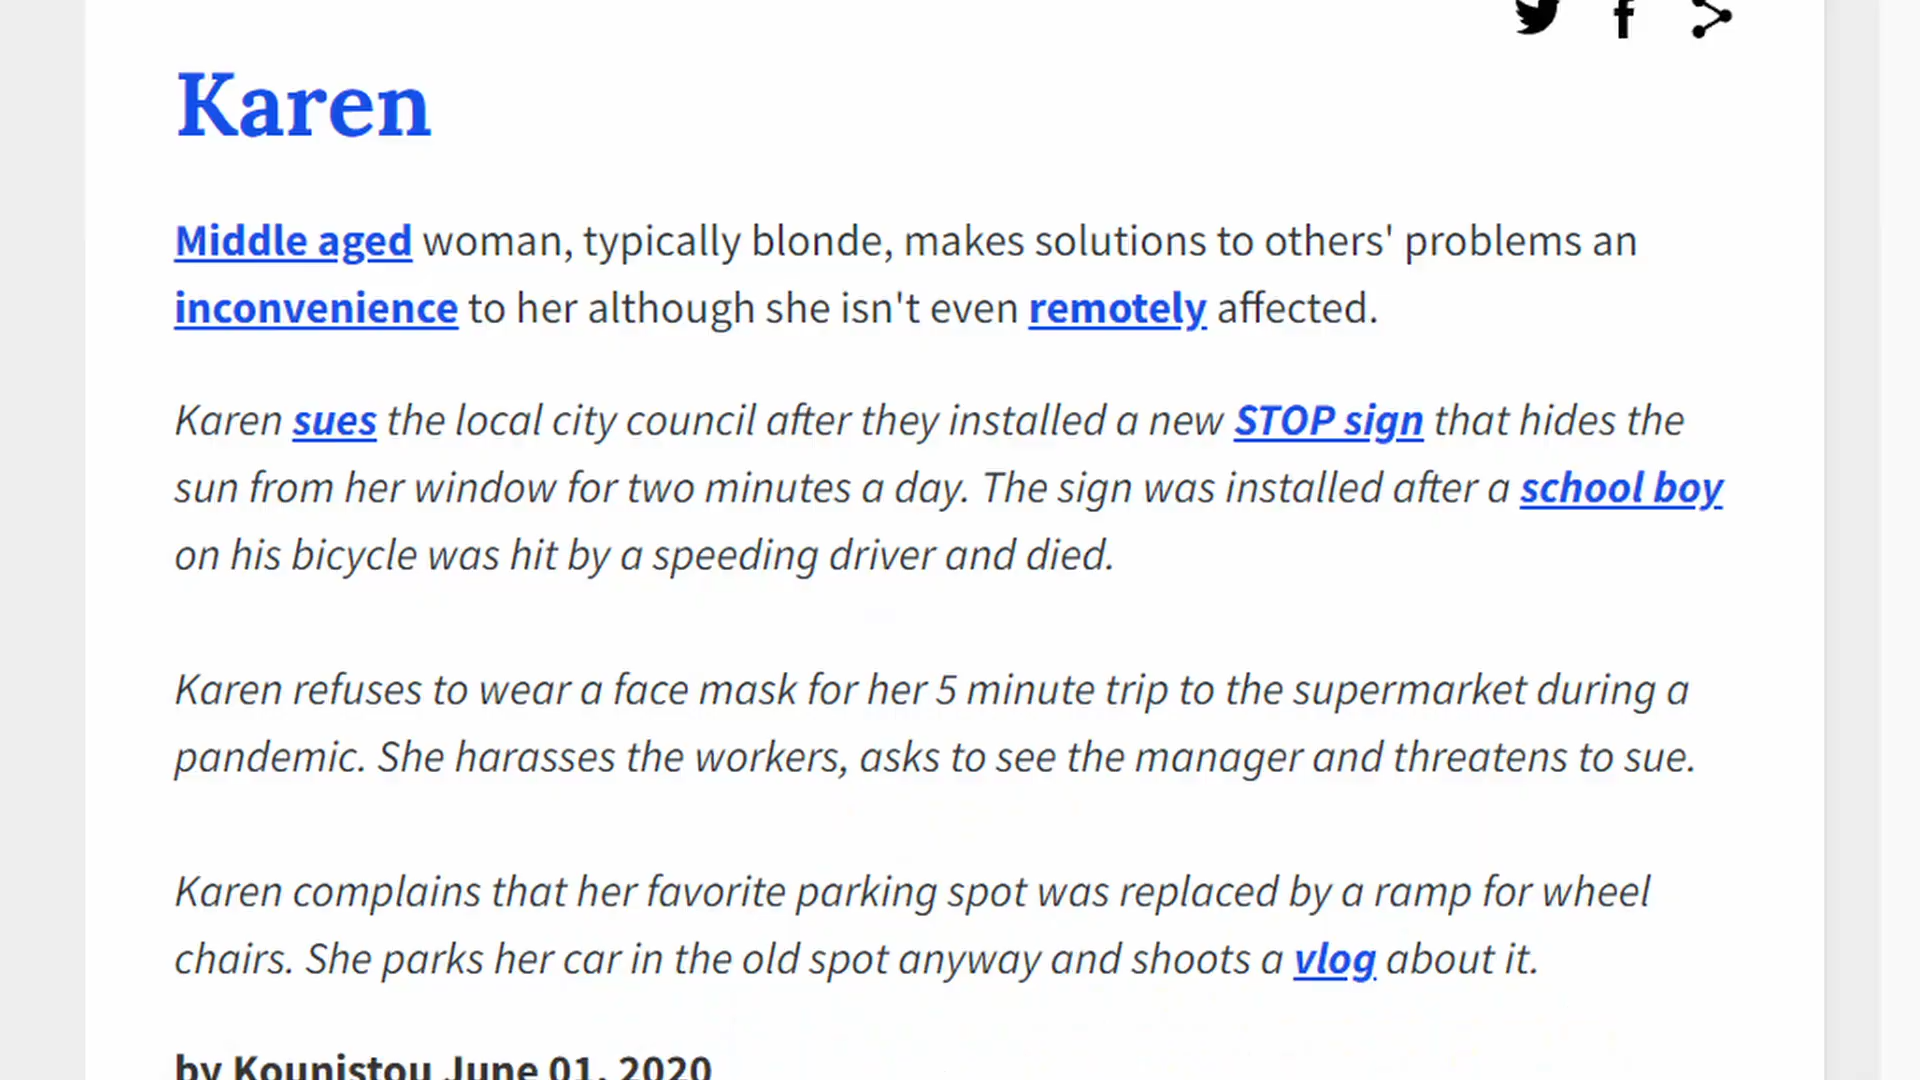 Karen
Middle aged woman, typically blonde, makes solutions to others' problems an
inconvenience to her although she isn't even remotely affected.
Karen sues the local city council after they installed a new STOP sign that hides the
sun from her window for two minutes a day. The sign was installed after a school boy
on his bicycle was hit by a speeding driver and died.
Karen refuses to wear a face mask for her 5 minute trip to the supermarket during a
pandemic. She harasses the workers, asks to see the manager and threatens to sue.
Karen complains that her favorite parking spot was replaced by a ramp for wheel
chairs. She parks her car in the old spot anyway and shoots a vlog about it.
by Kounistou June 01, 2020